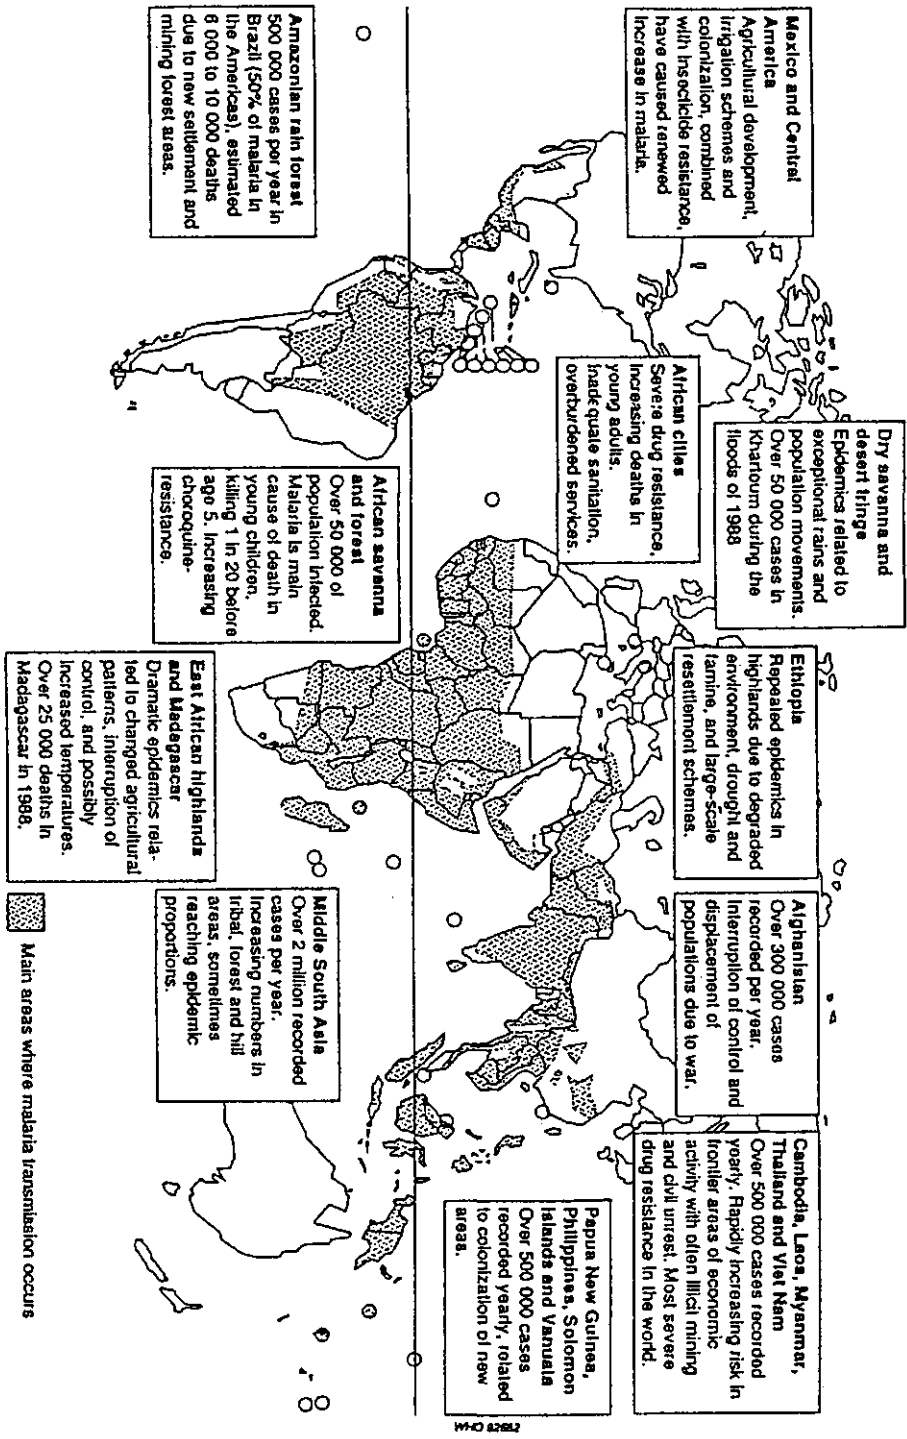 Mexico and Central
America
Agricultural development,
irrigation schemes and
colonization, combined
with insecticide resistance,
have caused renewed
increase in malaria.
Amazonian rain forest
500 000 cases per year in
Brazil (50% of malaria in
the Americas), estimated
6 000 to 10 000 deaths
due to new settlement and
mining forest areas.
African cities
Severe drug resistance,
increasing deaths in
young adults.
Inadequate sanitation,
overburdened services.
Dry savanna and
desert fringe
Epidemics related to
exceptional rains and
population movements.
Over 50 000 cases in
Khartoum during the
floods of 1988
African savanna
and forest
Over 50 000 of
population infected.
Malaria is main
cause of death in
young children,
killing 1 in 20 before
age 5. Increasing
choroquine-
resistance.
Ethiopia
Repeated epidemics in
highlands due to degraded
environment, drought and
famine, and large-scale
resettlement schemes.
East African highlands
and Madagascar
Dramatic epidemics rela-
ted to changed agricultural
patterns, interruption of
control, and possibly
increased temperatures.
Over 25 000 deaths in
Madagascar in 1988.
Afghanistan
Over 300 000 cases
recorded per year.
Interruption of control and
displacement of
populations due to war.
Middle South Asia
Over 2 million recorded
cases per year.
Increasing numbers in
tribal, forest and hill
areas, sometimes
reaching epidemic
proportions.
Cambodia, Laos, Myanmar,
Thailand and Viet Nam
Over 500 000 cases recorded
yearly. Rapidly increasing risk in
frontier areas of economic
activity with often illicit mining
and civil unrest. Most severe
drug resistance in the world.
Papua New Guinea,
Philippines, Solomon
Islands and Vanuatu
Over 500 000 cases
recorded yearly, related
to colonization of new
areas.
Main areas where malaria transmission occurs
WHO 92652